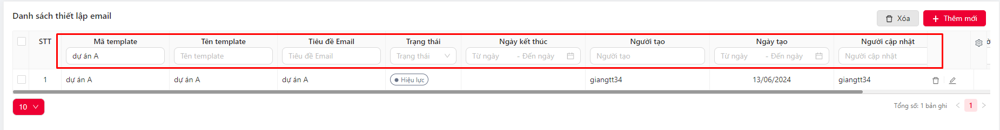 Danh sách thiết lập email
Xóa
Thêm mới
STT Mã template Tên template Tiêu đề Email Trạng thái Ngày kết thúc Người tạo Ngày tạo Người cập nhật
dự án A Tên template Tiêu đề Email Trạng thái Từ ngày - Đến ngày Người tạo Từ ngày - Đến ngày Người cập nhật
1 dự án A dự án A dự án A Hiệu lực giangtt34 13/06/2024 giangtt34
10
Tổng số: 1 bản ghi
1